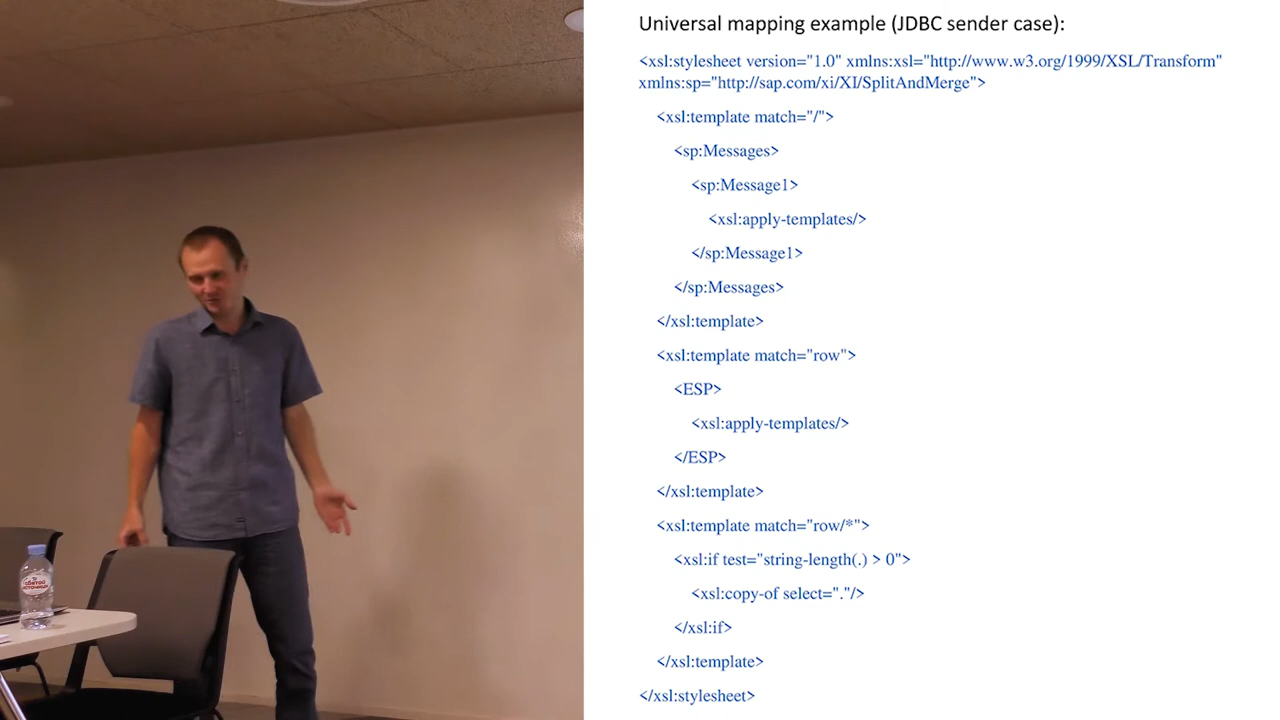 Universal mapping example (JDBC sender case):
<xsl:stylesheet version="1.0" xmlns:xsl="http://www.w3.org/1999/XSL/Transform"
xmlns:sp="http://sap.com/xi/XI/SplitAndMerge">
<xsl:template match="/">
<sp:Messages>
<sp:Message1>
<xsl:apply-templates/>
</sp:Message1>
</sp:Messages>
</xsl:template>
<xsl:template match="row">
<ESP>
<xsl:apply-templates/>
</ESP>
</xsl:template>
<xsl:template match="row/*">
<xsl:if test="string-length(.) > 0">
<xsl:copy-of select="."/>
</xsl:if>
</xsl:template>
</xsl:stylesheet>
СВЯТОЙ
ИСТОЧНИК